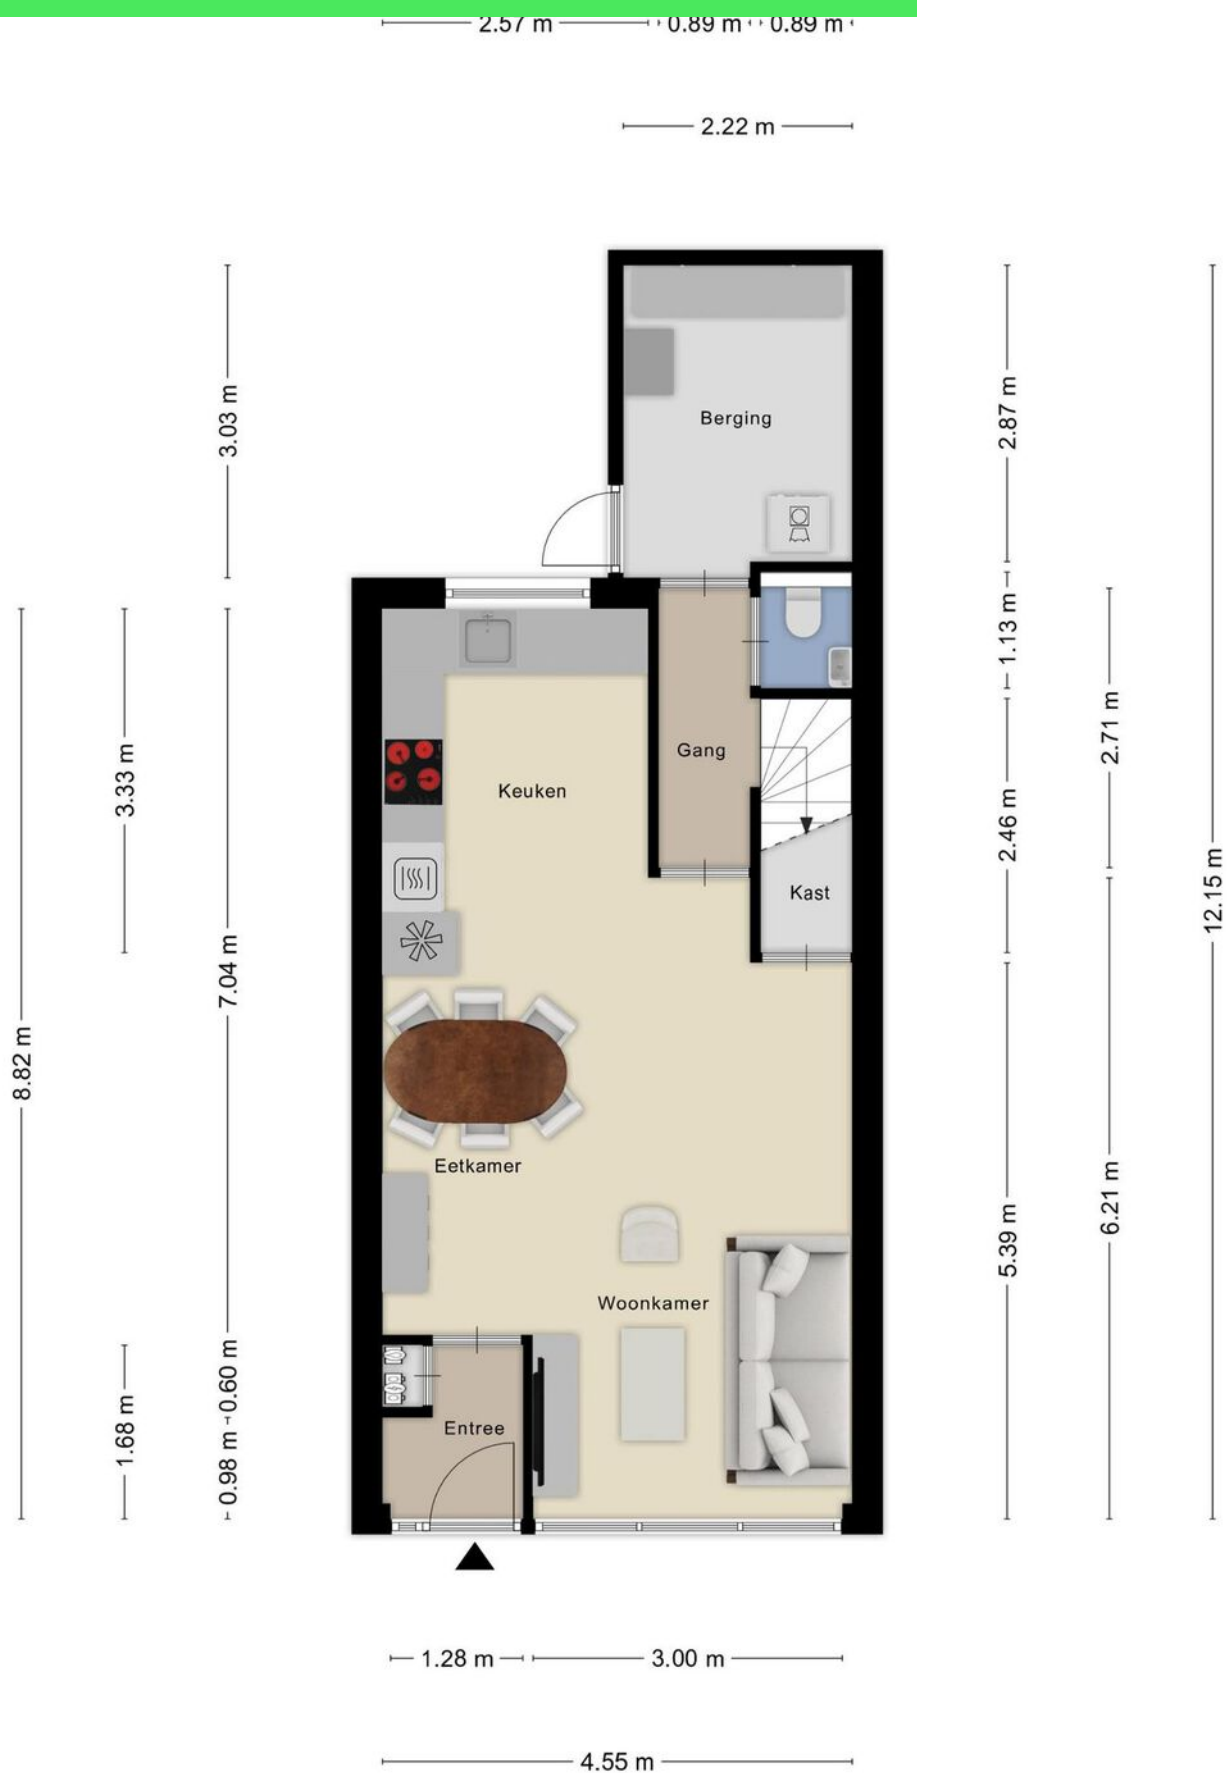 2.57 m
0.89 m
0.89 m
2.22 m
3.03 m
2.87 m
Berging
1.13 m
2.71 m
Gang
3.33 m
Keuken
2.46 m
Kast
12.15 m
7.04 m
8.82 m
Eetkamer
6.21 m
5.39 m
Woonkamer
0.60 m
1.68 m
Entree
0.98 m
1.28 m
3.00 m
4.55 m